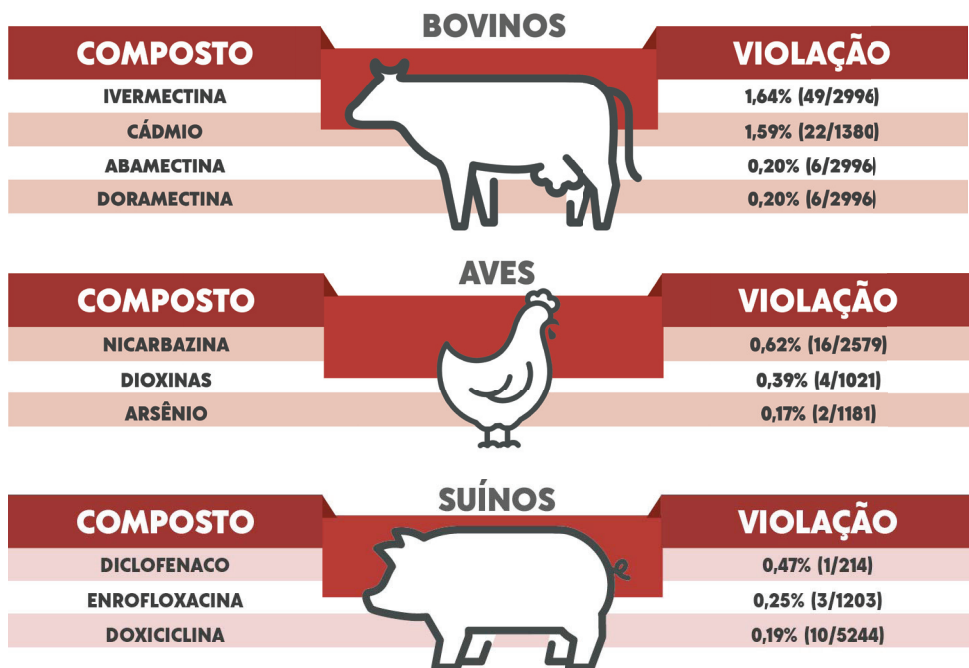 BOVINOS
COMPOSTO VIOLAÇÃO
IVERMECTINA 1,64% (49/2996)
CÁDMIO 1,59% (22/1380)
ABAMECTINA 0,20% (6/2996)
DORAMECTINA 0,20% (6/2996)
AVES
COMPOSTO VIOLAÇÃO
NICARBAZINA 0,62% (16/2579)
DIOXINAS 0,39% (4/1021)
ARSÊNIO 0,17% (2/1181)
SUÍNOS
COMPOSTO VIOLAÇÃO
DICLOFENACO 0,47% (1/214)
ENROFLOXACINA 0,25% (3/1203)
DOXICICLINA 0,19% (10/5244)